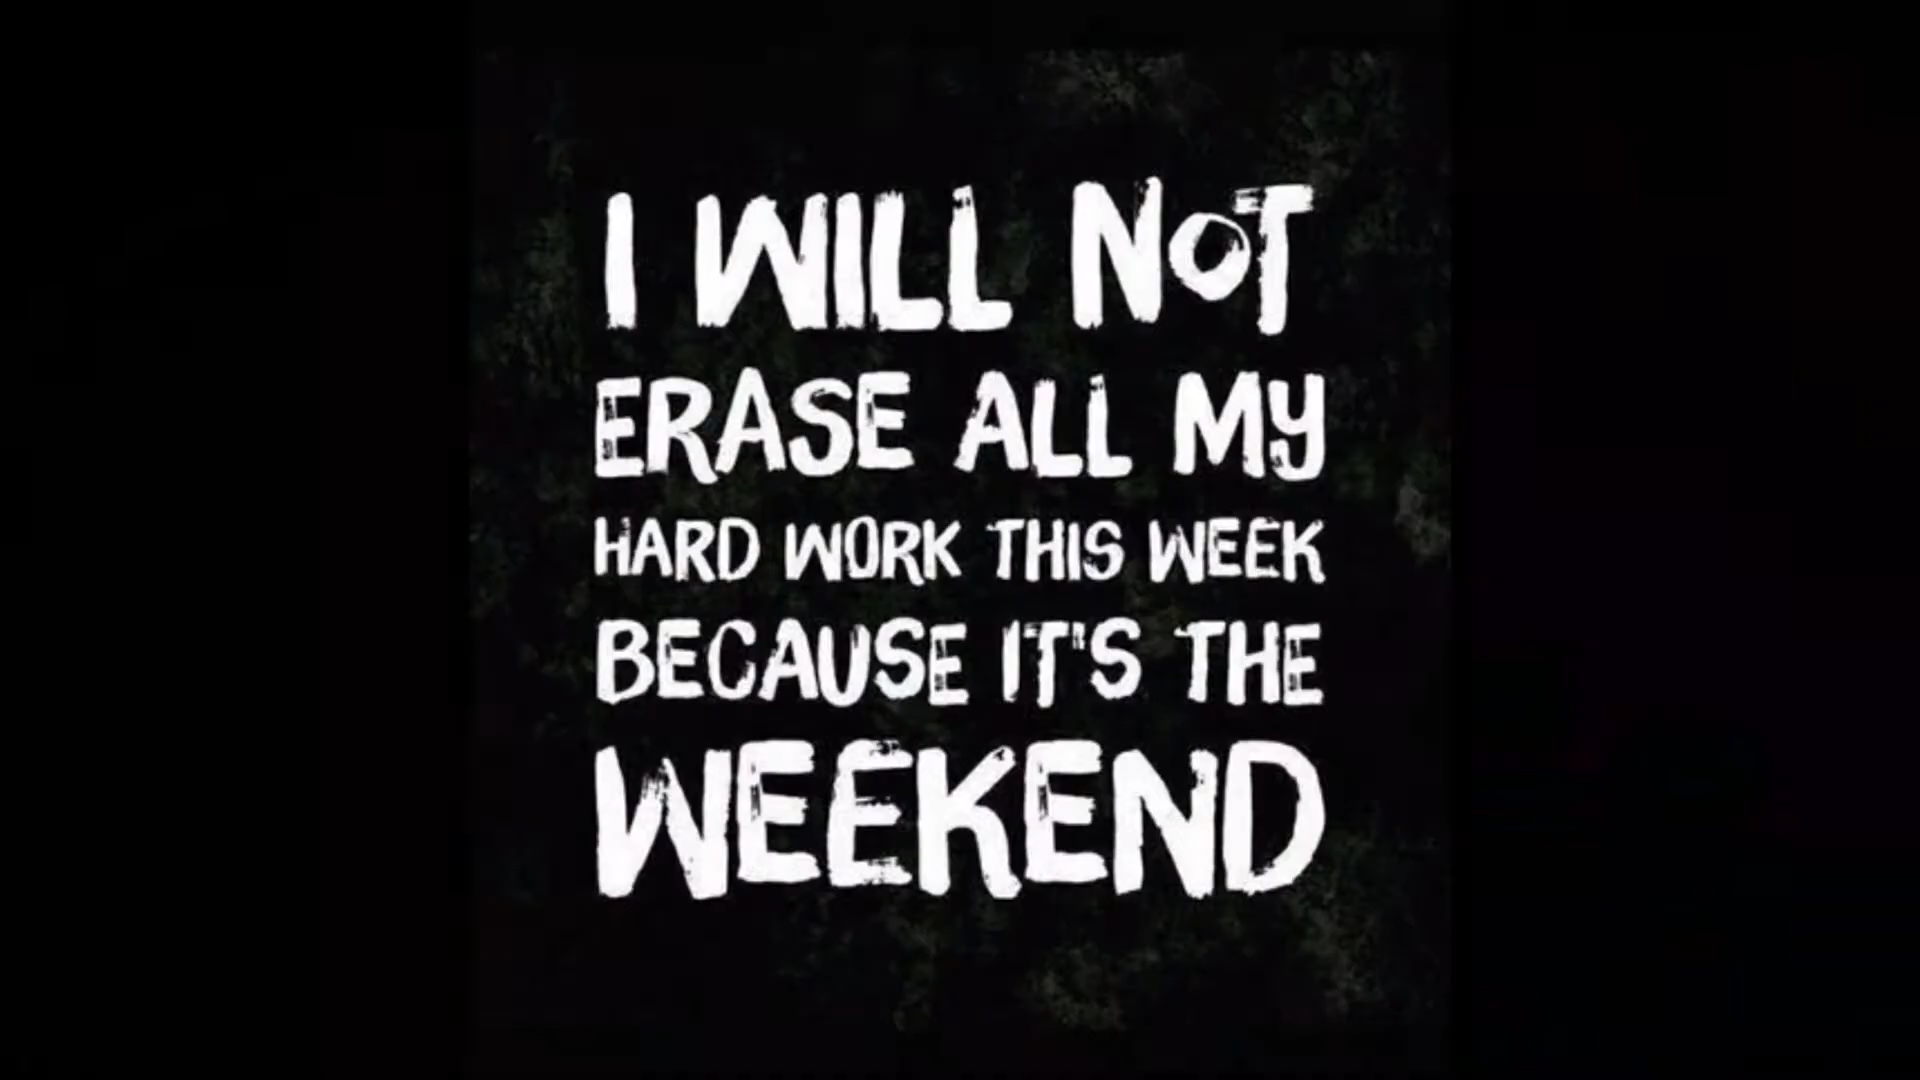 I WILL NOT
ERASE ALL MY
HARD WORK THIS WEEK
BECAUSE IT'S THE
WEEKEND